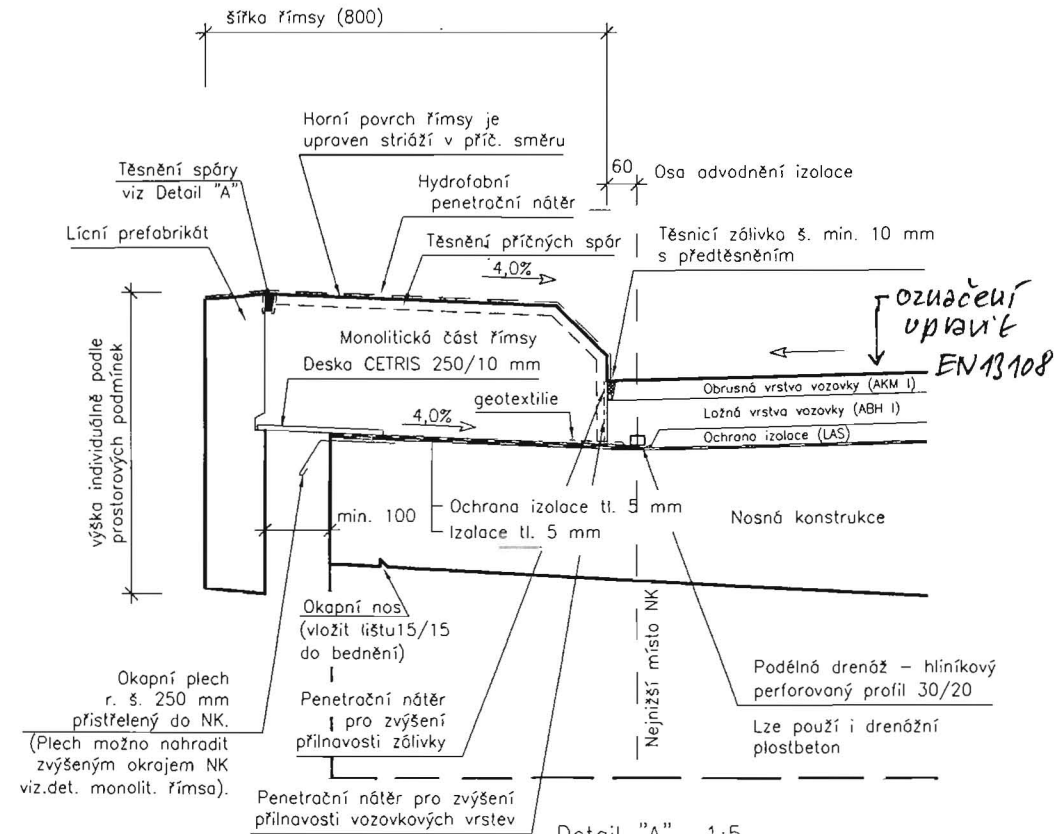 šířka římsy (800)
Horní povrch římsy je
upraven striáží v příč. směru
60
Osa advodnění izolace
Těsnění spáry
viz Detail "A"
Hydrofabní
penetrační nátěr
Lícní prefabrikát
Těsnění příčných spár
4,0%
Těsnicí zálivka š. min. 10 mm
s předtěsněním
označení
upravit
EN13108
Monolitická část římsy
Deska CETRIS 250/10 mm
geotextilie
4,0%
Obrusná vrstva vozovky (AKM I)
Ložná vrstva vozovky (ABH I)
Ochrana izolace (LAS)
výška individuálně podle
prostorových podmínek
min. 100
Ochrana izolace tl. 5 mm
Izolace tl. 5 mm
Nosná konstrukce
Okapní nos
(vložit lištu15/15
do bednění)
Nejnižší místo NK
Okapní plech
r. š. 250 mm
přistřelený do NK.
(Plech možno nahradit
zvýšeným okrajem NK
viz.det. monolit. římsa).
Penetrační nátěr
pro zvýšení
přilnavosti zálivky
Podélná drenáž – hliníkový
perforovaný profil 30/20
Lze použí i drenážní
plostbeton
Penetrační nátěr pro zvýšení
přilnavosti vozovkových vrstev
Detail "A" 1:5